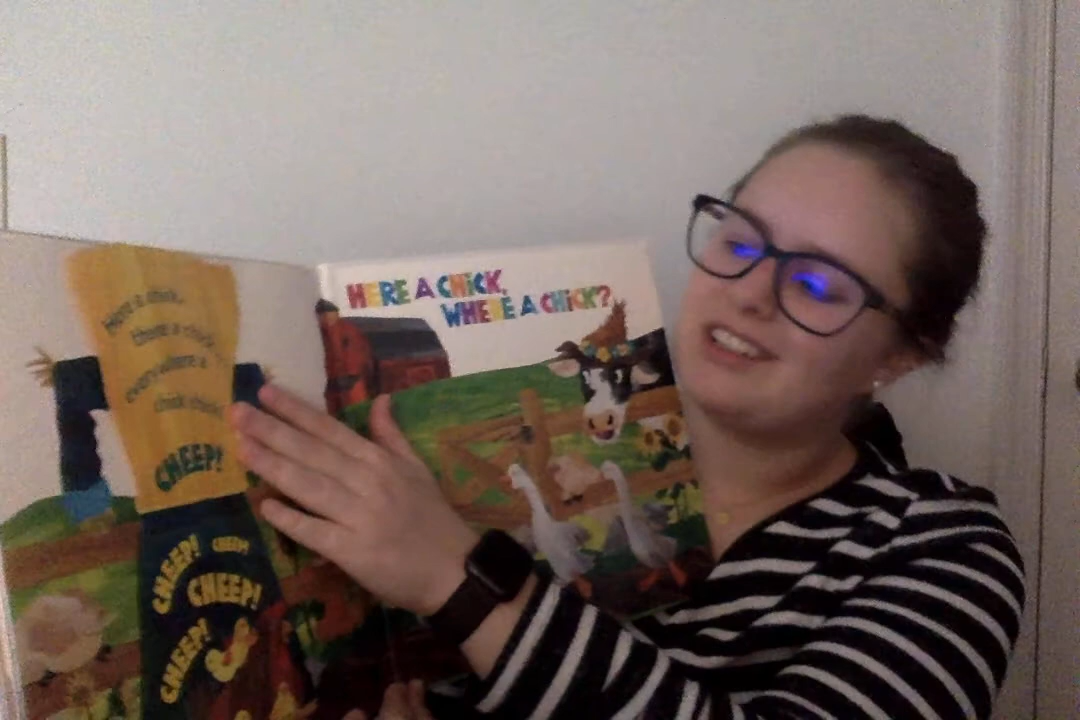 Here a chick..
there a chick...
everywhere a
chick chick!
CHEEP!
CHEEP! CHEEP!
CHEEP!
CHEEP!
HERE A CHiCK,
WHERE A CHiCK?